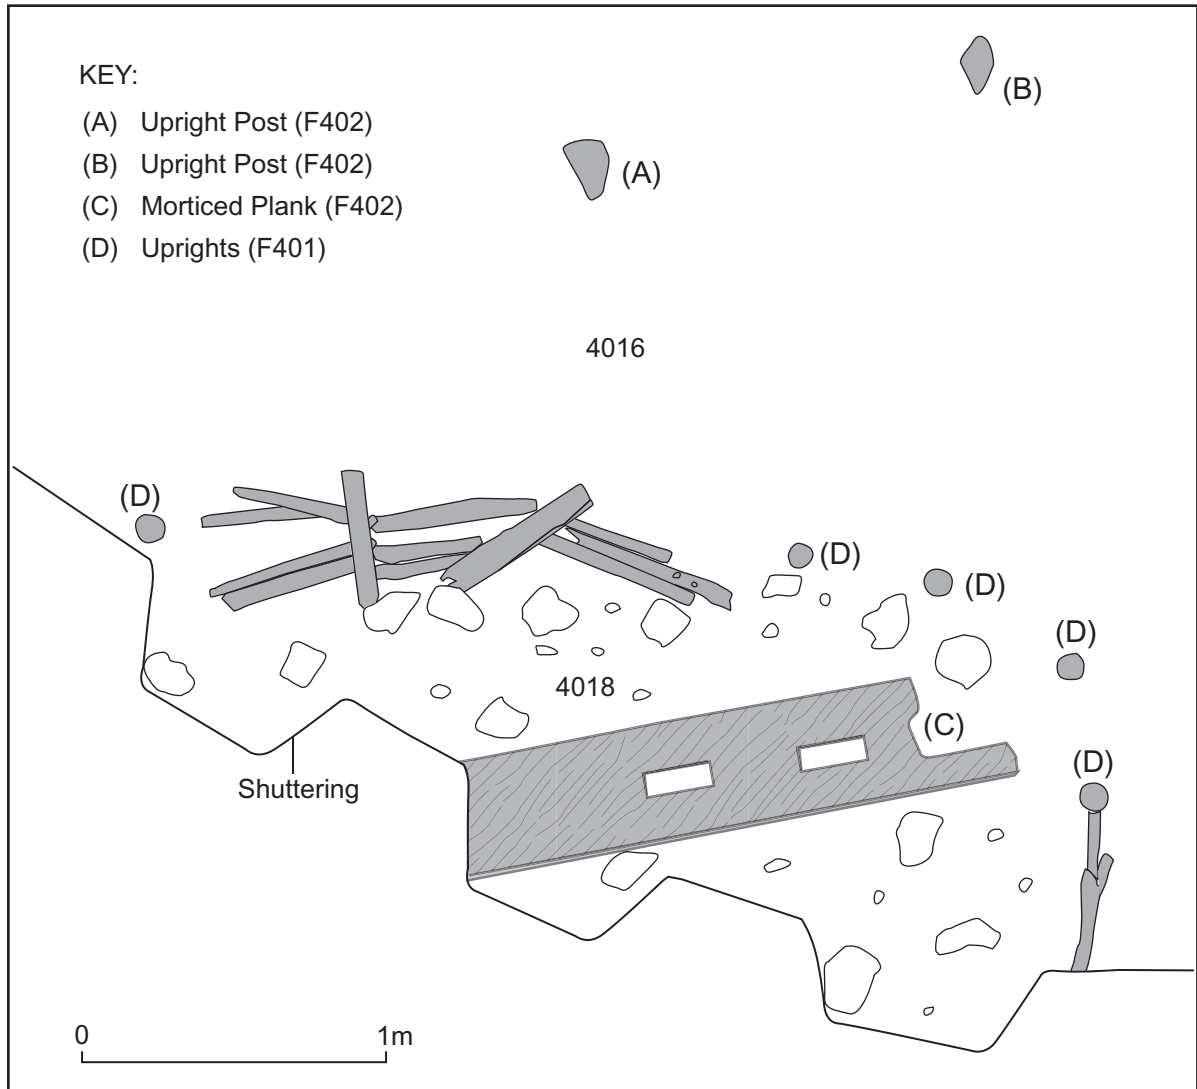 KEY:
(A) Upright Post (F402)
(B) Upright Post (F402)
(C) Morticed Plank (F402)
(D) Uprights (F401)
(B)
(A)
4016
(D)
(D)
(D)
(D)
4018
(C)
(D)
Shuttering
0 1m